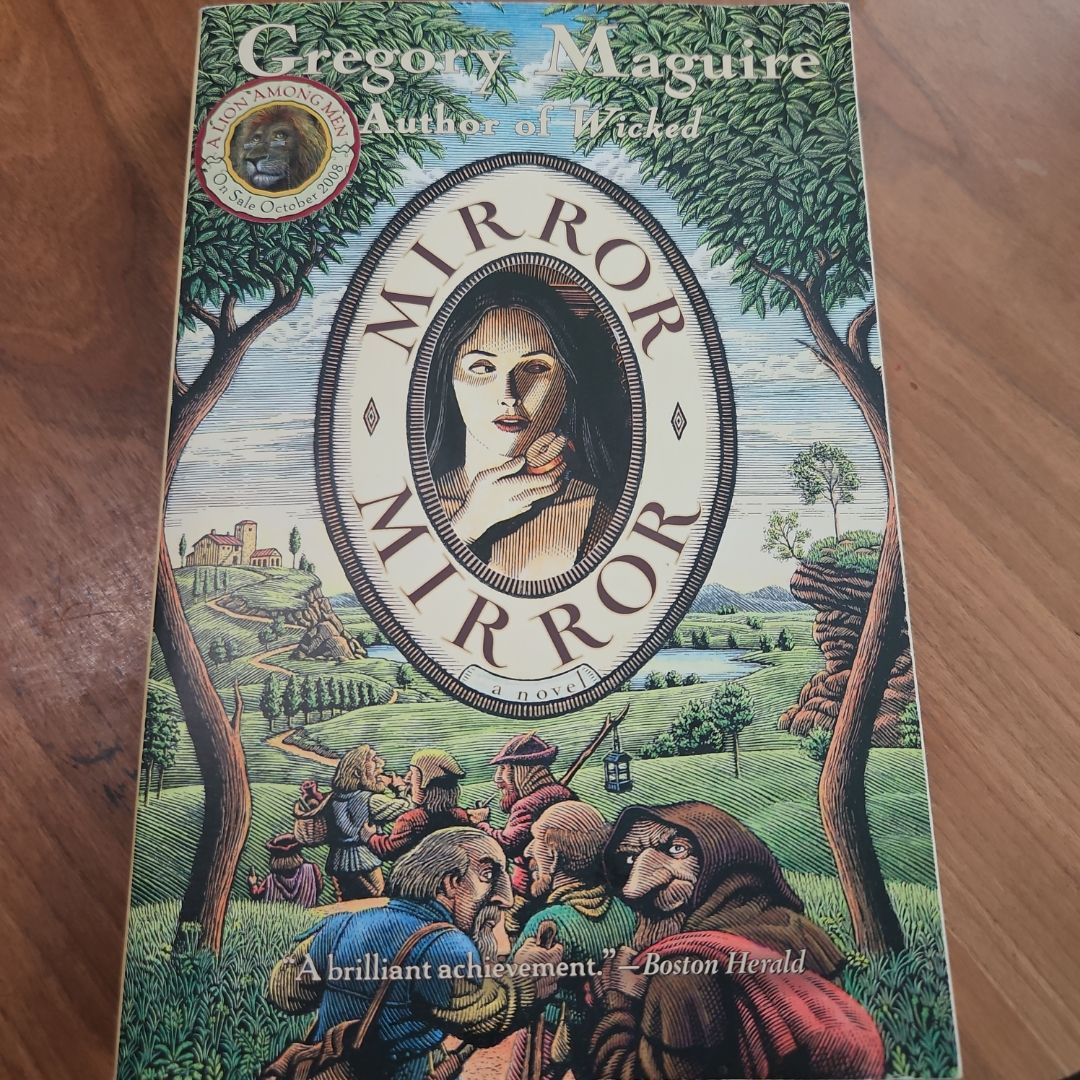 Gregory Maguire
Author of Wicked
A LION AMONG MEN
On Sale October 2008
MIRROR
MIRROR
a novel
“A brilliant achievement.” —Boston Herald